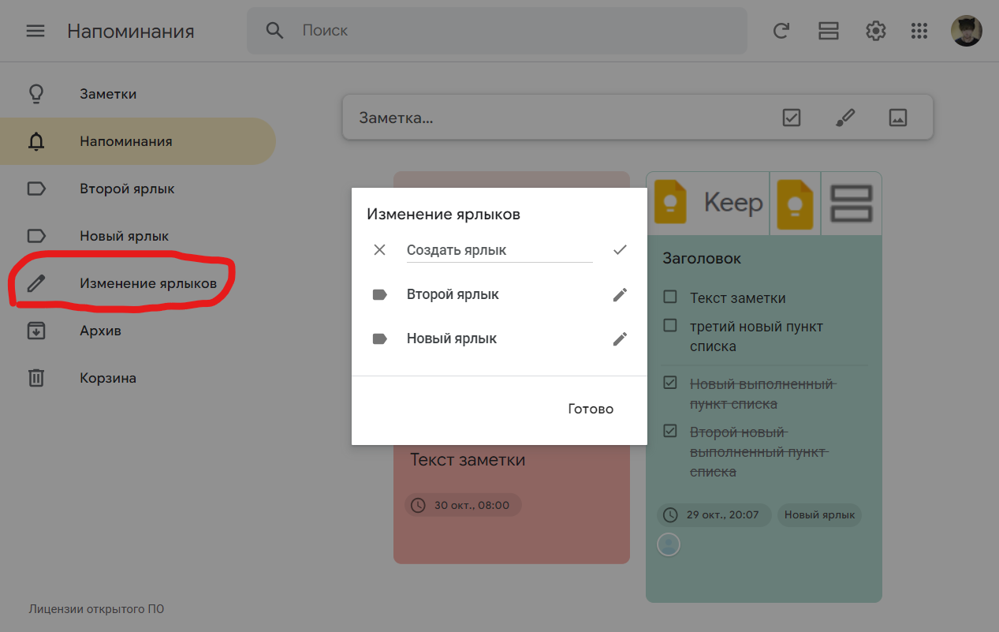 Напоминания
Поиск
Заметки
Напоминания
Второй ярлык
Новый ярлык
Изменение ярлыков
Архив
Корзина
Лицензии открытого ПО
Заметка...
Изменение ярлыков
Создать ярлык
Второй ярлык
Новый ярлык
Готово
Текст заметки
30 окт., 08:00
Keep
Заголовок
Текст заметки
третий новый пункт
списка
Новый выполненный
пункт списка
Второй новый
выполненный пункт
списка
29 окт., 20:07
Новый ярлык